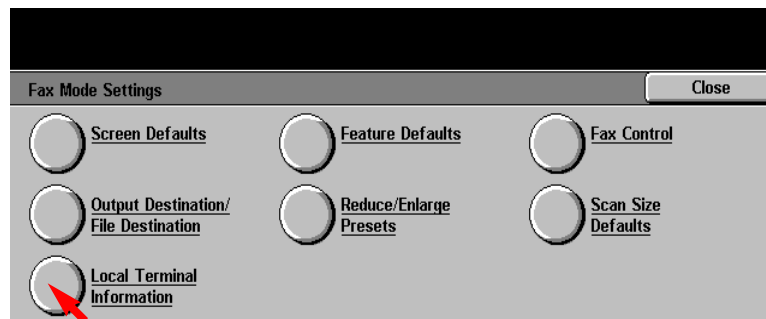 Fax Mode Settings
Close
Screen Defaults
Feature Defaults
Fax Control
Output Destination/
File Destination
Reduce/Enlarge
Presets
Scan Size
Defaults
Local Terminal
Information